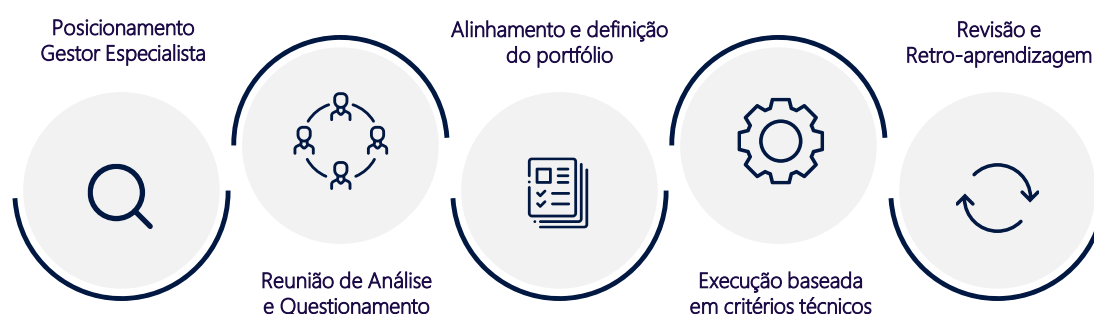 Posicionamento
Gestor Especialista
Reunião de Análise
e Questionamento
Alinhamento e definição
do portfólio
Execução baseada
em critérios técnicos
Revisão e
Retro-aprendizagem